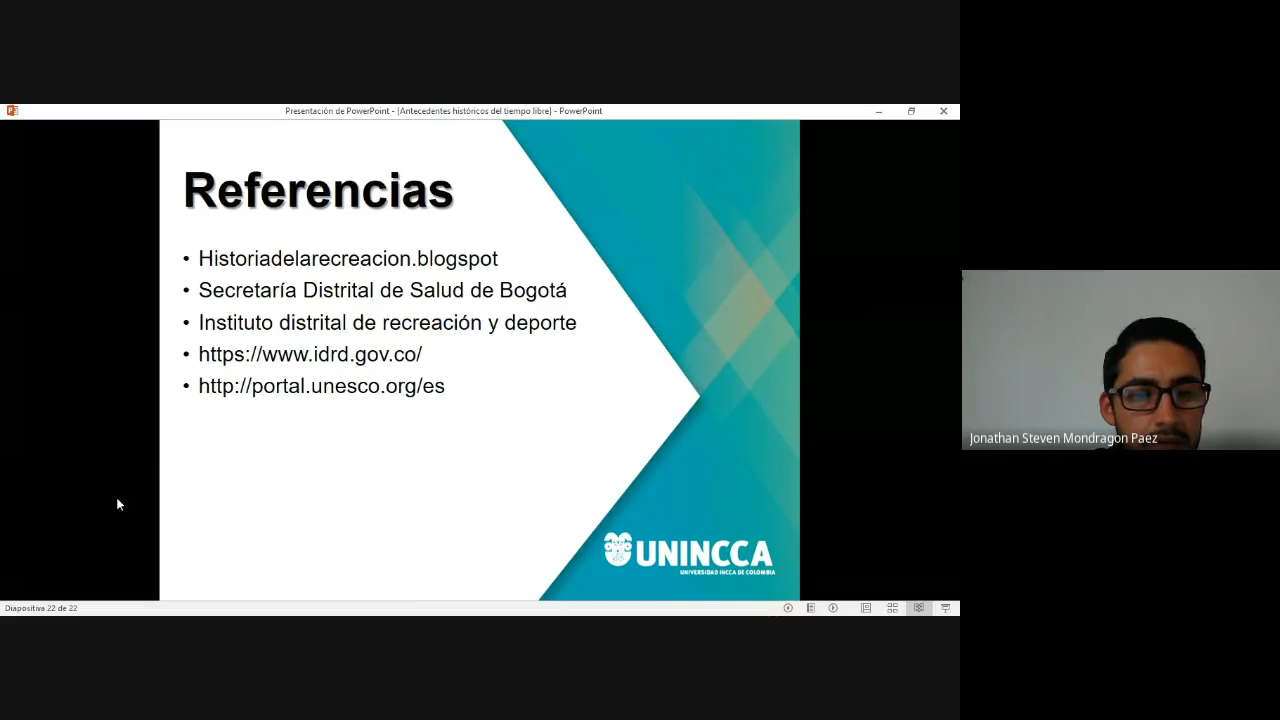 Presentación de PowerPoint - [Antecedentes históricos del tiempo libre] - PowerPoint
Referencias
• Historiadelarecreacion.blogspot
• Secretaría Distrital de Salud de Bogotá
• Instituto distrital de recreación y deporte
• https://www.idrd.gov.co/
• http://portal.unesco.org/es
UNINCCA
UNIVERSIDAD INCCA DE COLOMBIA
Diapositiva 22 de 22
Jonathan Steven Mondragon Paez